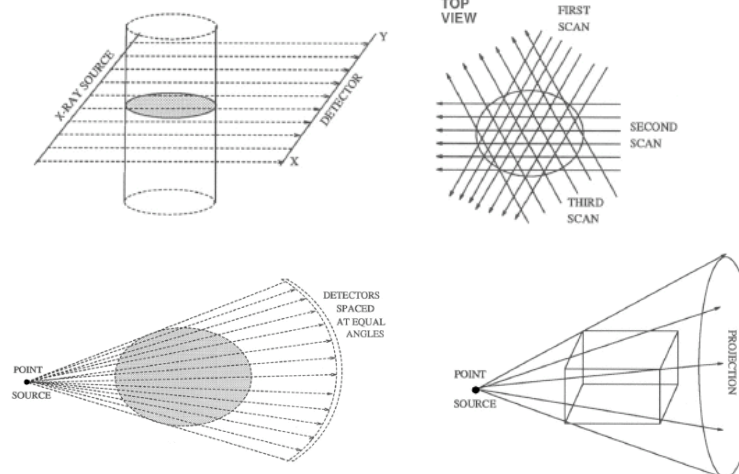 TOP
VIEW
FIRST
SCAN
Y
X-RAY SOURCE
DETECTOR
X
SECOND
SCAN
THIRD
SCAN
DETECTORS
SPACED
AT EQUAL
ANGLES
POINT
SOURCE
POINT
SOURCE
PROJECTION